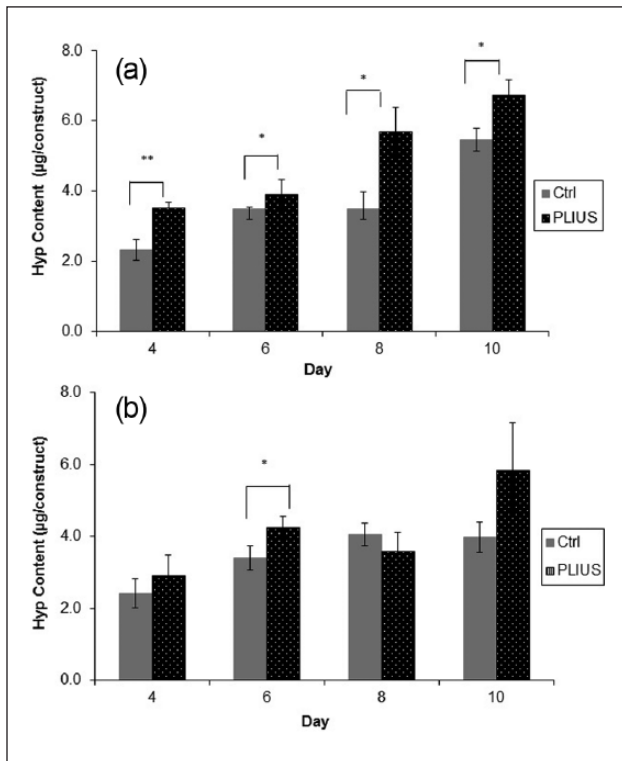 (a)
Hyp Content (µg/construct)
8.0
6.0
4.0
2.0
0.0
**
*
*
*
4 6 8 10
Day
Ctrl
PLIUS
(b)
Hyp Content (µg/construct)
8.0
6.0
4.0
2.0
0.0
*
4 6 8 10
Day
Ctrl
PLIUS